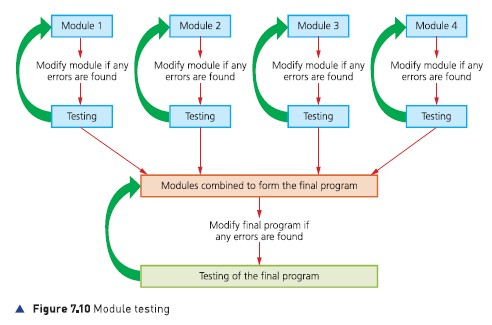 Module 1
Module 2
Module 3
Module 4
Modify module if any
errors are found
Modify module if any
errors are found
Modify module if any
errors are found
Modify module if any
errors are found
Testing
Testing
Testing
Testing
Modules combined to form the final program
Modify final program if
any errors are found
Testing of the final program
▲ Figure 7.10 Module testing